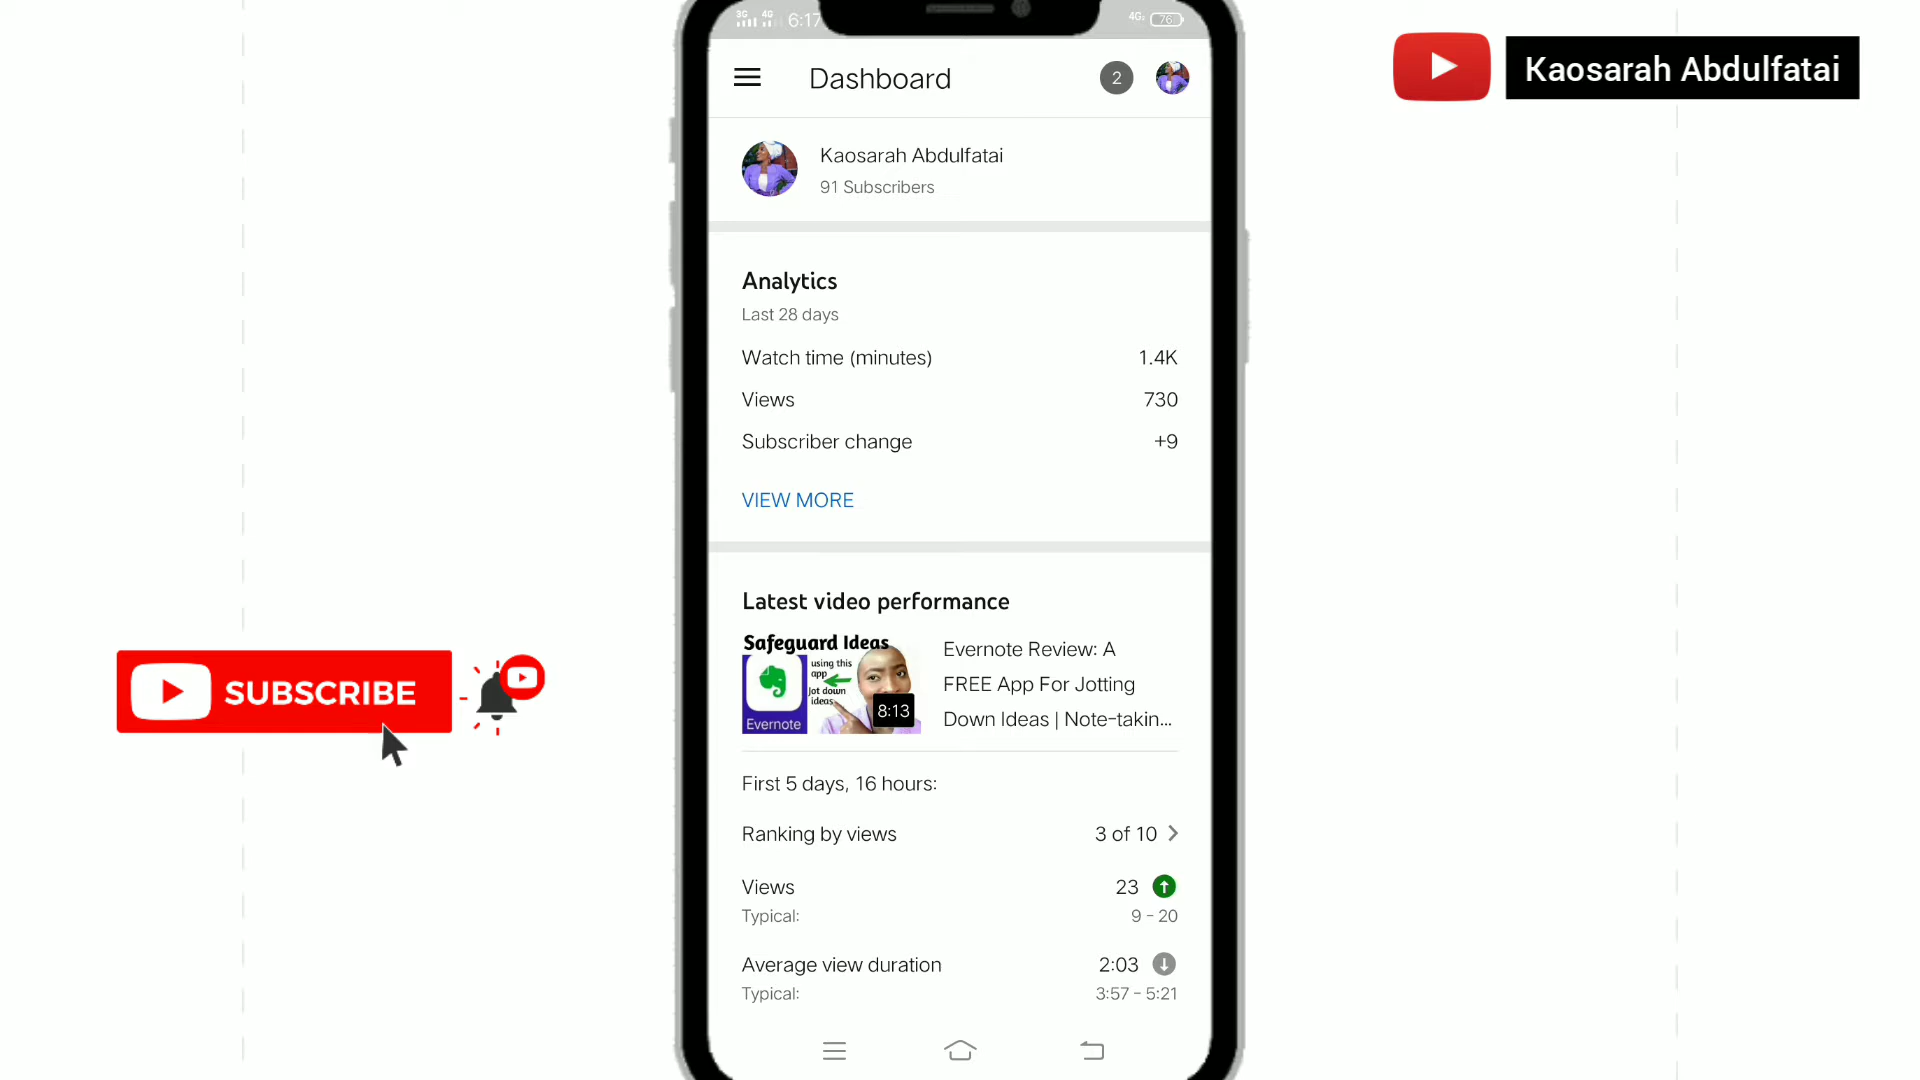 3G 4G 6:17
4G 76
Dashboard
2
Kaosarah Abdulfatai
Kaosarah Abdulfatai
91 Subscribers
Analytics
Last 28 days
Watch time (minutes) 1.4K
Views 730
Subscriber change +9
VIEW MORE
Latest video performance
Safeguard Ideas
using this
app
Jot down
ideas
Evernote
8:13
Evernote Review: A
FREE App For Jotting
Down Ideas | Note-takin...
SUBSCRIBE
First 5 days, 16 hours:
Ranking by views 3 of 10
Views 23
Typical: 9 - 20
Average view duration 2:03
Typical: 3:57 - 5:21